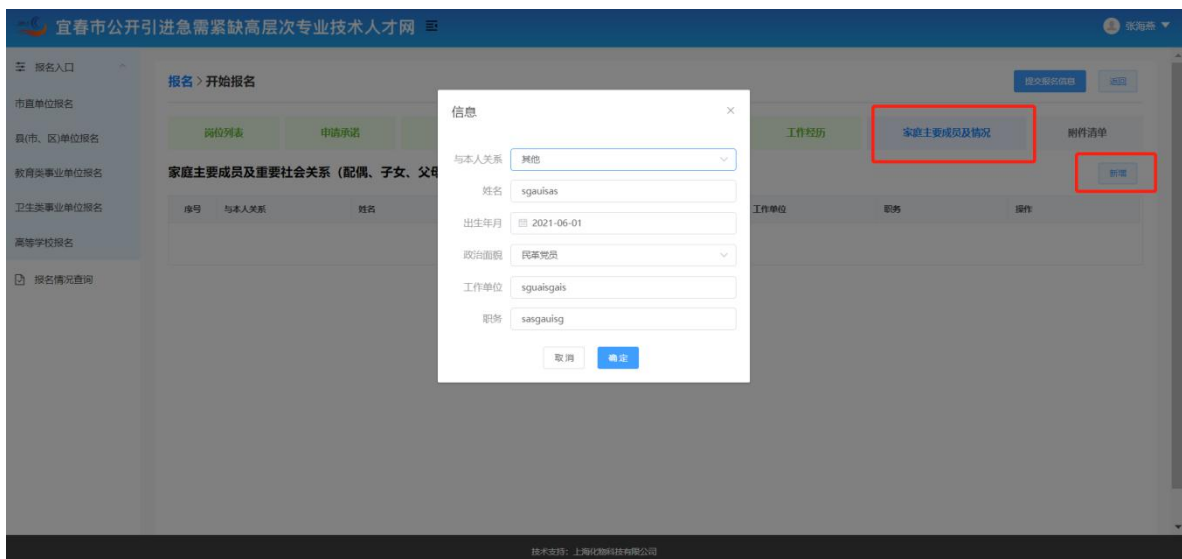 宜春市公开引进急需紧缺高层次专业技术人才网
张海燕
报名入口
市直单位报名
县(市、区)单位报名
教育类事业单位报名
卫生类事业单位报名
高等学校报名
报名情况查询
报名 > 开始报名
提交报名信息
返回
岗位列表
申请承诺
工作经历
家庭主要成员及情况
附件清单
家庭主要成员及重要社会关系（配偶、子女、父母
新增
序号
与本人关系
姓名
工作单位
职务
操作
信息
与本人关系
其他
姓名
sgauisas
出生年月
2021-06-01
政治面貌
民革党员
工作单位
sguaisgais
职务
sasgauisg
取消
确定
技术支持：上海化物科技有限公司